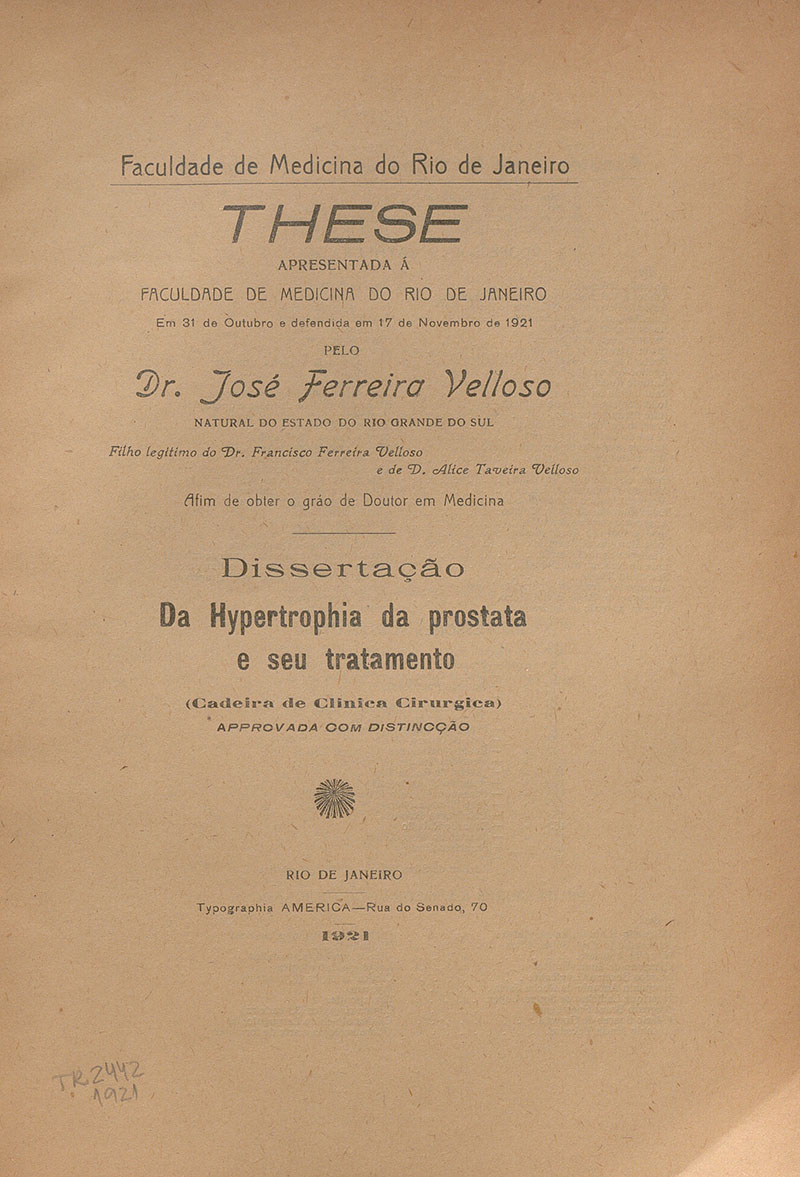 Faculdade de Medicina do Rio de Janeiro
THESE
APRESENTADA Á
FACULDADE DE MEDICINA DO RIO DE JANEIRO
Em 31 de Outubro e defendida em 17 de Novembro de 1921
PELO
Dr. José Ferreira Velloso
NATURAL DO ESTADO DO RIO GRANDE DO SUL
Filho legitimo do Dr. Francisco Ferreira Velloso
e de D. Alice Taveira Velloso
Afim de obter o gráo de Doutor em Medicina
Dissertação
Da Hypertrophia da prostata
e seu tratamento
(Cadeira de Clinica Cirurgica)
APPROVADA COM DISTINCÇÃO
RIO DE JANEIRO
Typographia AMERICA—Rua do Senado, 70
1921
TR2442
1921